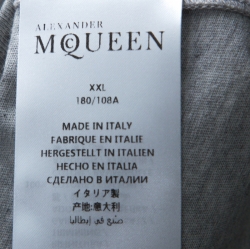 ALEXANDER
McQUEEN
XXL
180/108A
MADE IN ITALY
FABRIQUE EN ITALIE
HERGESTELLT IN ITALIEN
HECHO EN ITALIA
СДЕЛАНО В ИТАЛИИ
イタリア製
产地:意大利
صنع في إيطاليا